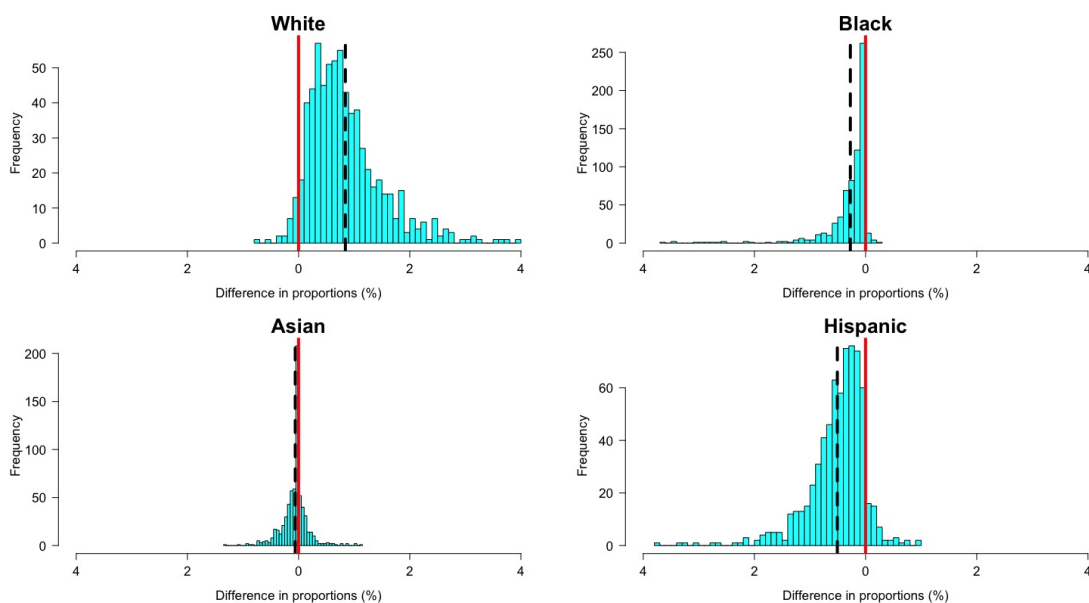 White
Frequency
50
40
30
20
10
0
4 2 0 2 4
Difference in proportions (%)
Black
Frequency
250
200
150
100
50
0
4 2 0 2 4
Difference in proportions (%)
Asian
Frequency
200
150
100
50
0
4 2 0 2 4
Difference in proportions (%)
Hispanic
Frequency
60
40
20
0
4 2 0 2 4
Difference in proportions (%)